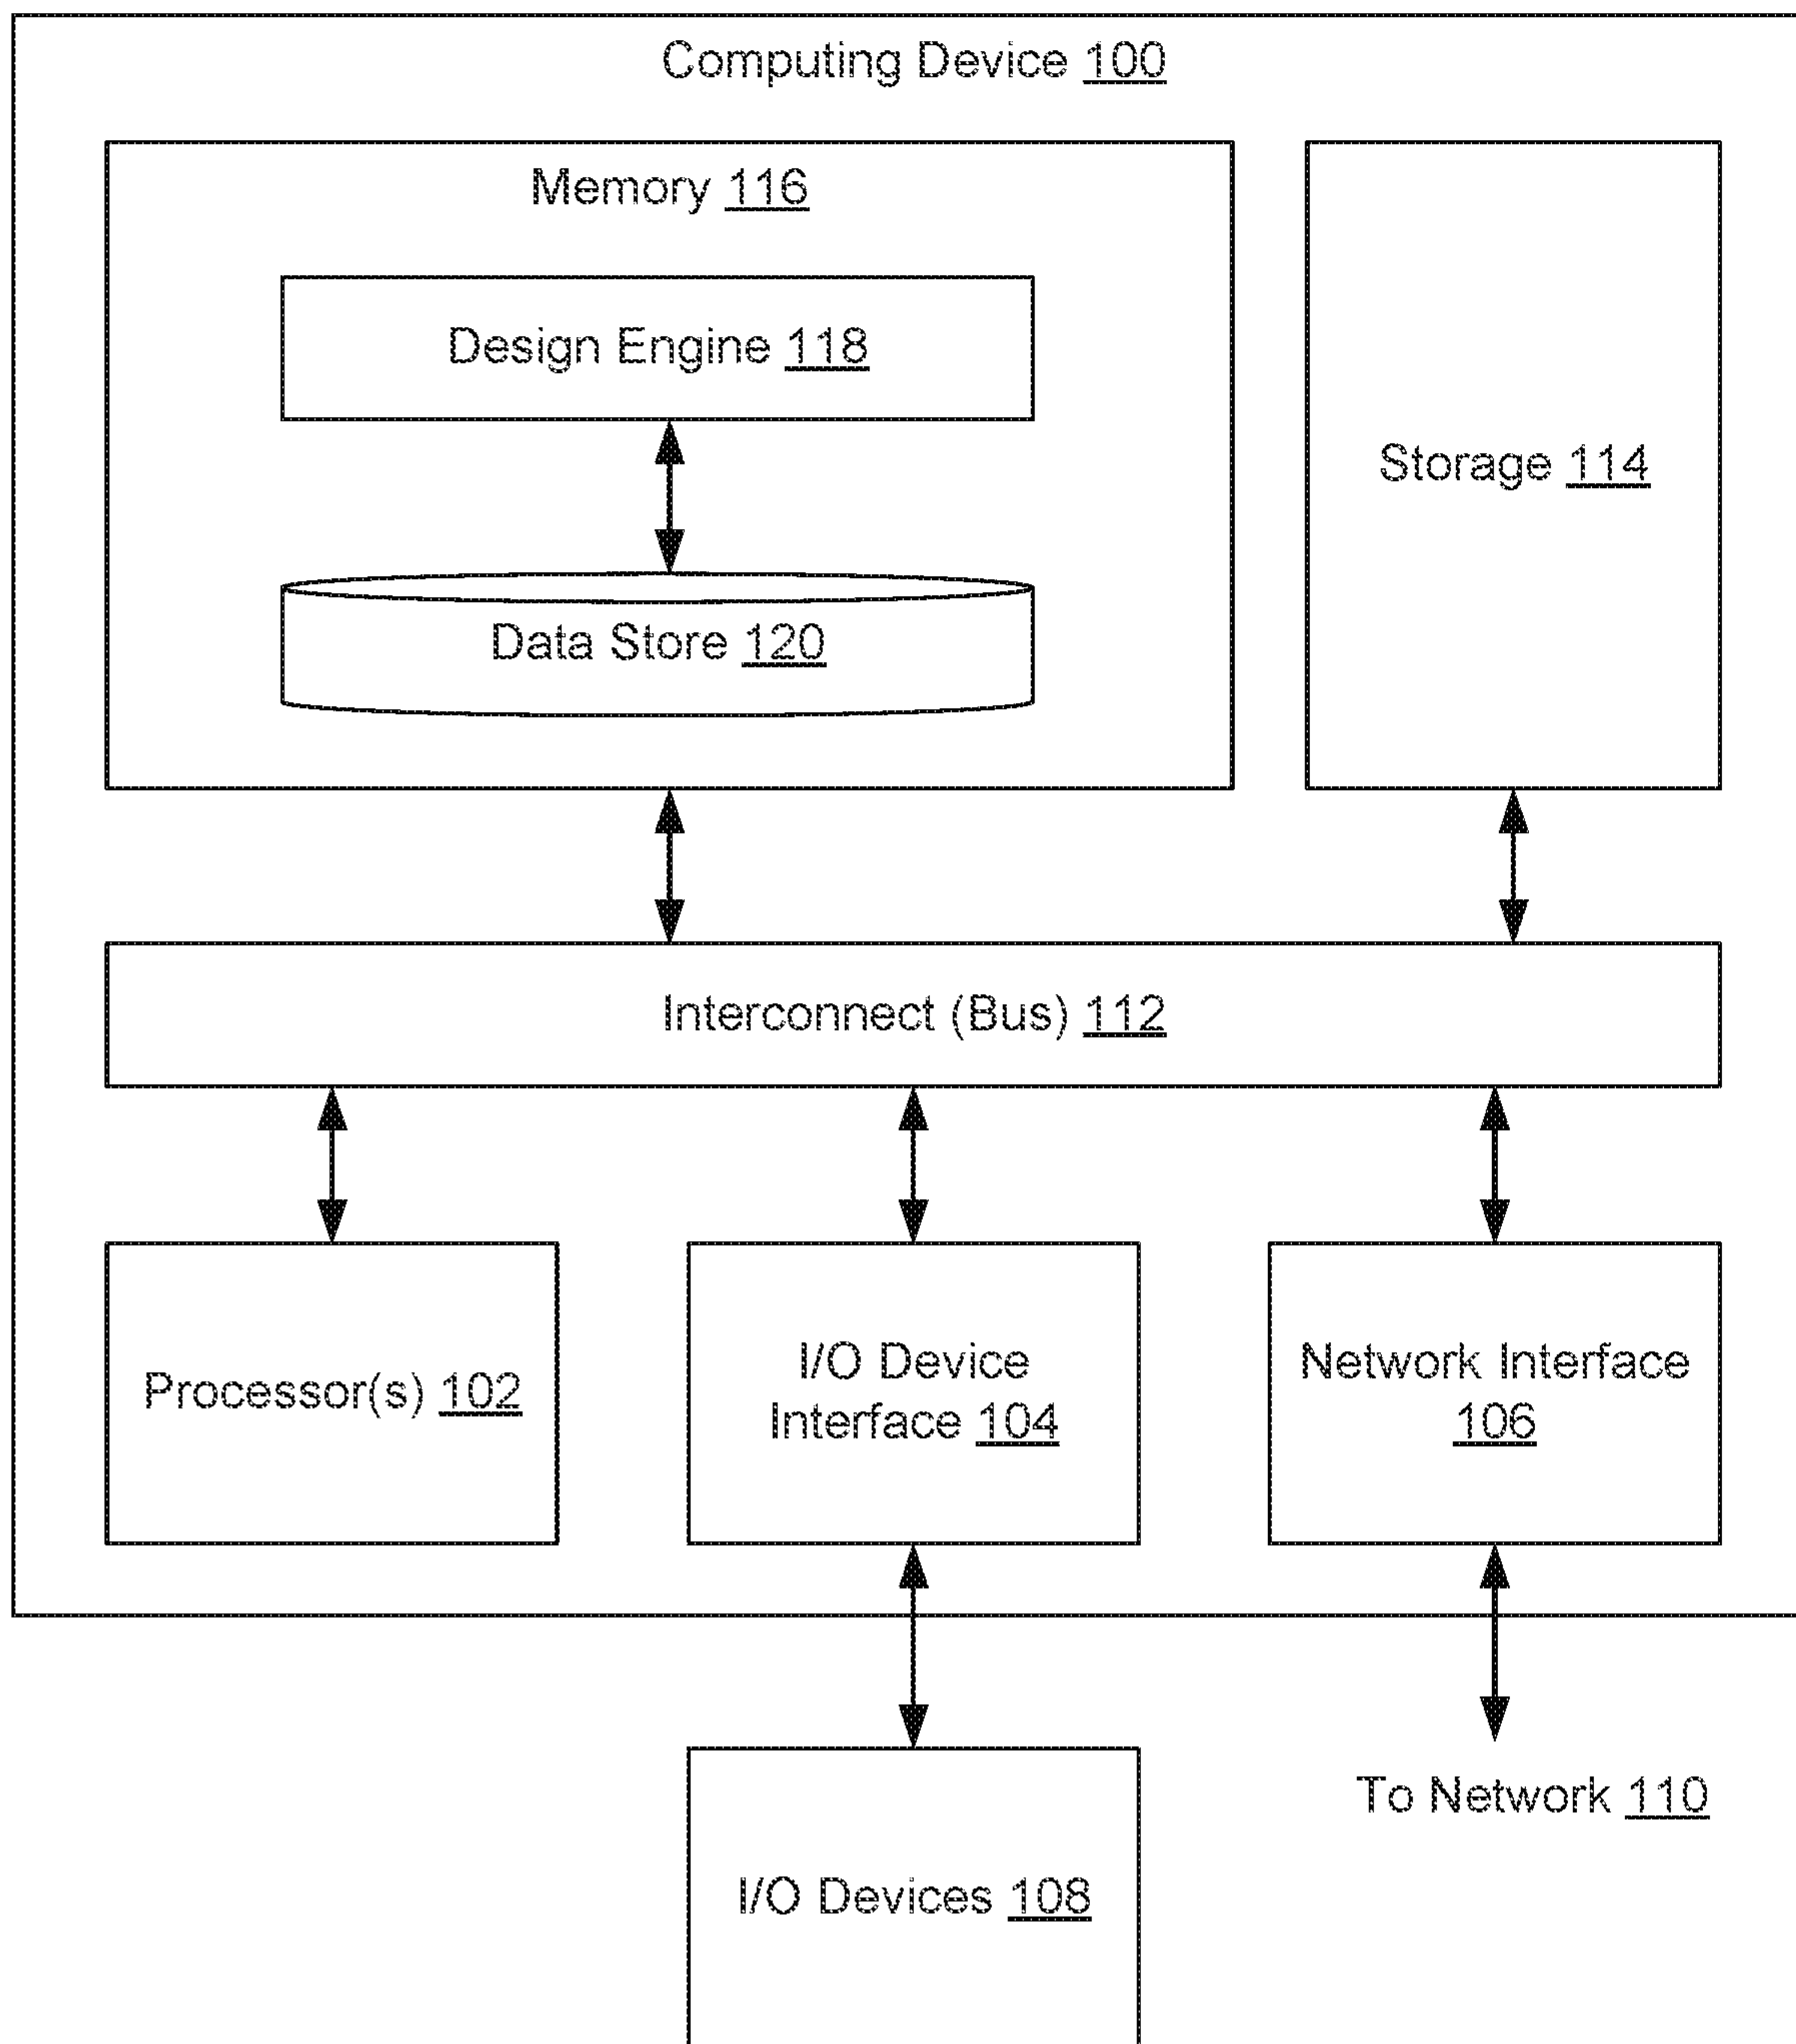 Computing Device 100
Memory 116
Design Engine 118
Data Store 120
Storage 114
Interconnect (Bus) 112
Processor(s) 102
I/O Device
Interface 104
Network Interface
106
To Network 110
I/O Devices 108